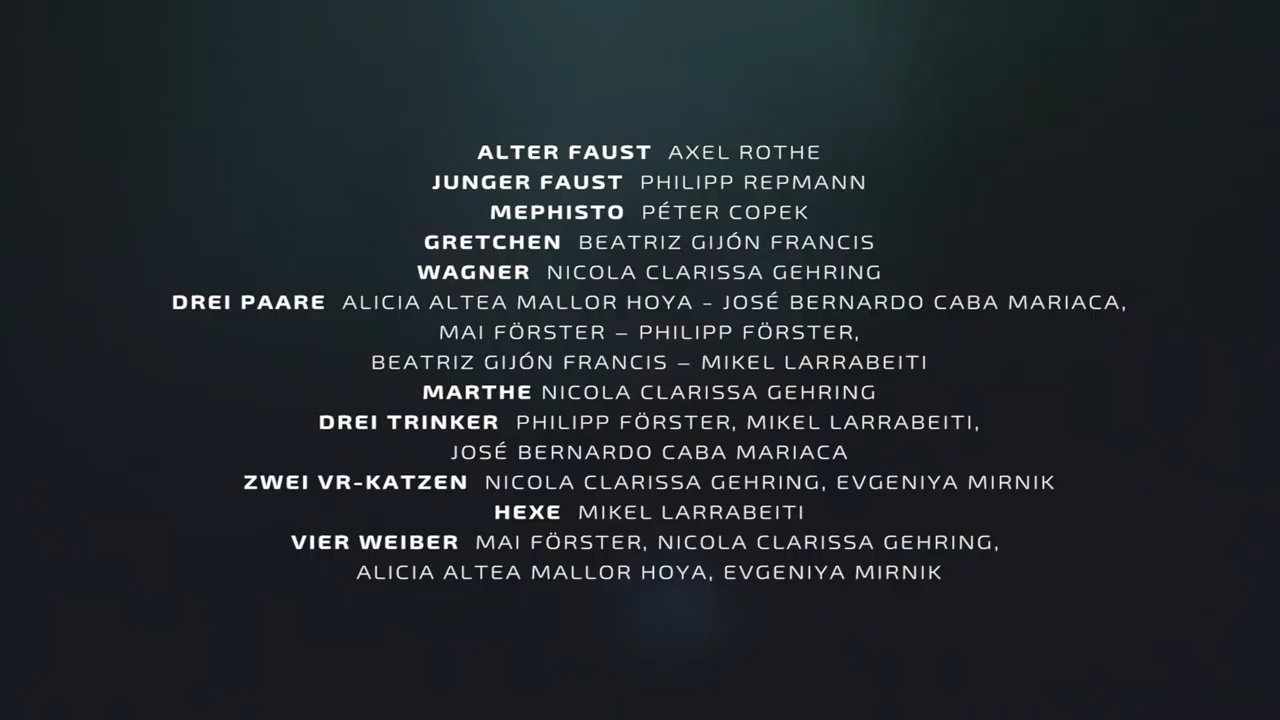 ALTER FAUST AXEL ROTHE
JUNGER FAUST PHILIPP REPMANN
MEPHISTO PÉTER COPEK
GRETCHEN BEATRIZ GIJÓN FRANCIS
WAGNER NICOLA CLARISSA GEHRING
DREI PAARE ALICIA ALTEA MALLOR HOYA - JOSÉ BERNARDO CABA MARIACA,
MAI FÖRSTER – PHILIPP FÖRSTER,
BEATRIZ GIJÓN FRANCIS – MIKEL LARRABEITI
MARTHE NICOLA CLARISSA GEHRING
DREI TRINKER PHILIPP FÖRSTER, MIKEL LARRABEITI,
JOSÉ BERNARDO CABA MARIACA
ZWEI VR-KATZEN NICOLA CLARISSA GEHRING, EVGENIYA MIRNIK
HEXE MIKEL LARRABEITI
VIER WEIBER MAI FÖRSTER, NICOLA CLARISSA GEHRING,
ALICIA ALTEA MALLOR HOYA, EVGENIYA MIRNIK